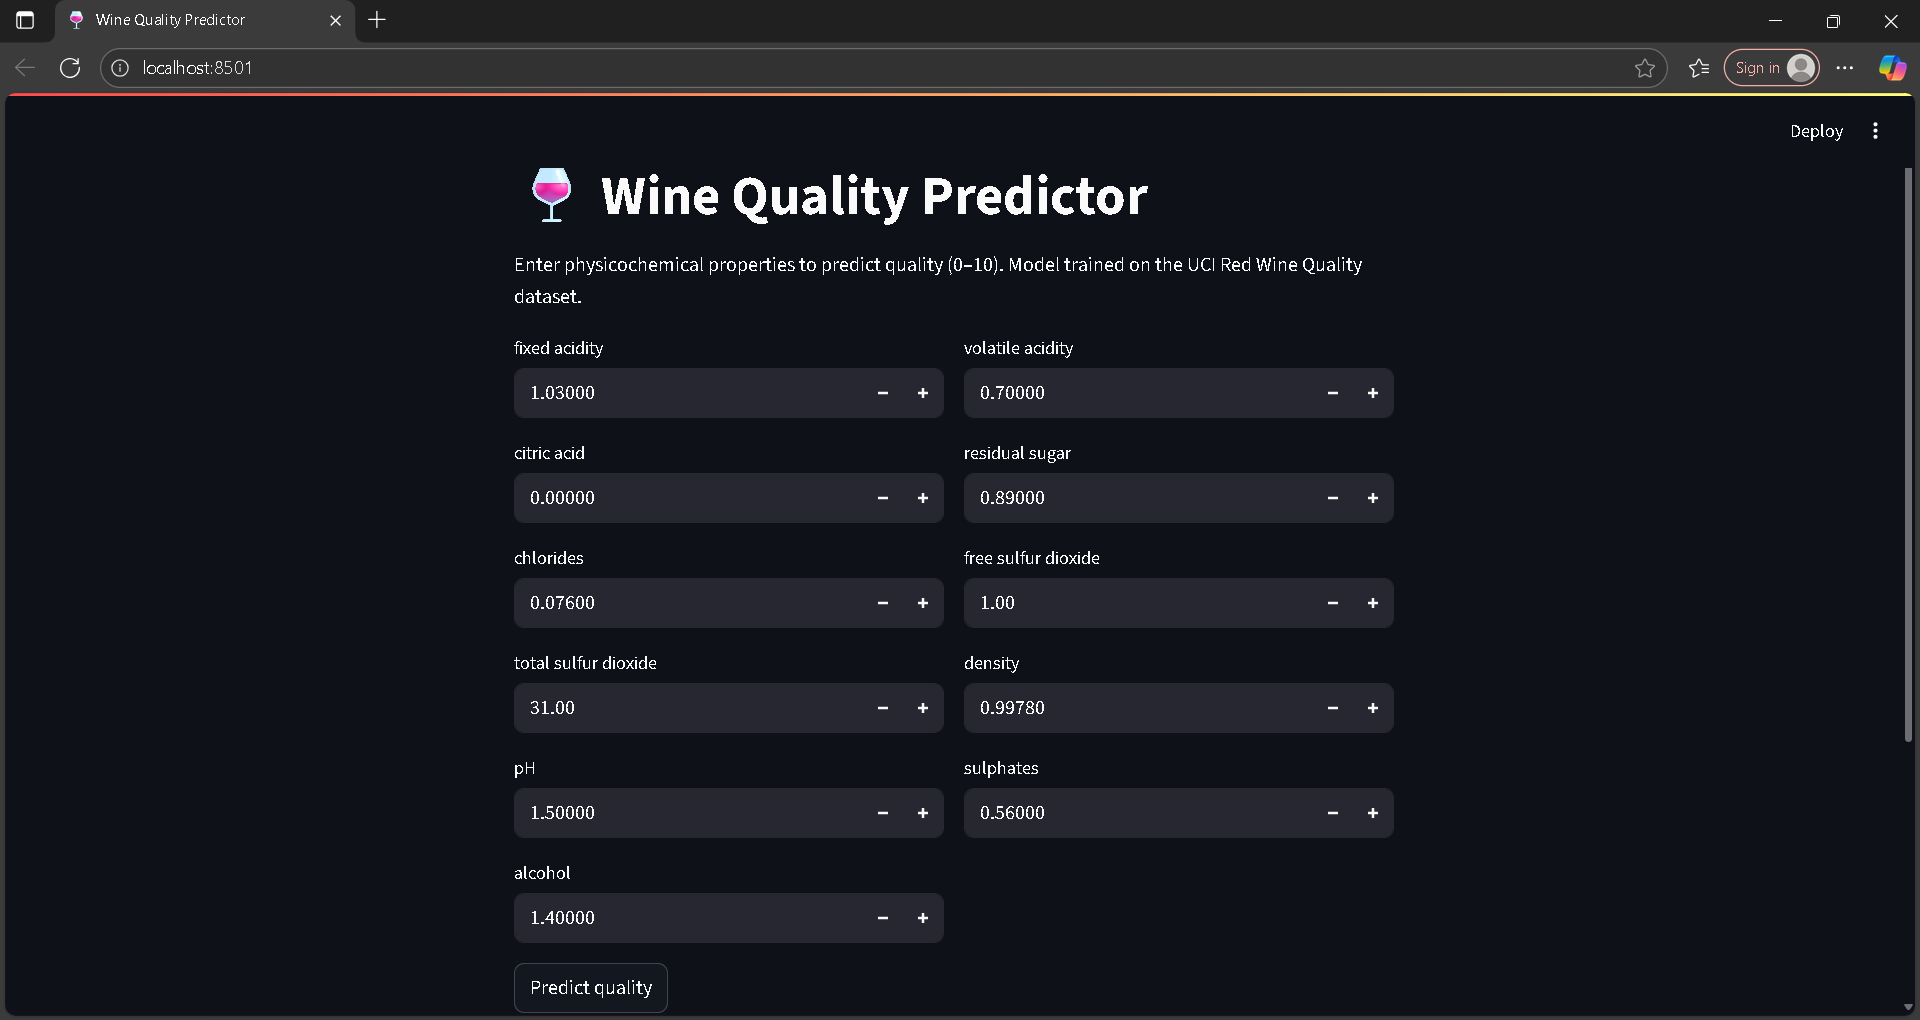 Wine Quality Predictor
localhost:8501
Sign in
Deploy
Wine Quality Predictor
Enter physicochemical properties to predict quality (0–10). Model trained on the UCI Red Wine Quality
dataset.
fixed acidity
volatile acidity
1.03000
0.70000
citric acid
residual sugar
0.00000
0.89000
chlorides
free sulfur dioxide
0.07600
1.00
total sulfur dioxide
density
31.00
0.99780
pH
sulphates
1.50000
0.56000
alcohol
1.40000
Predict quality